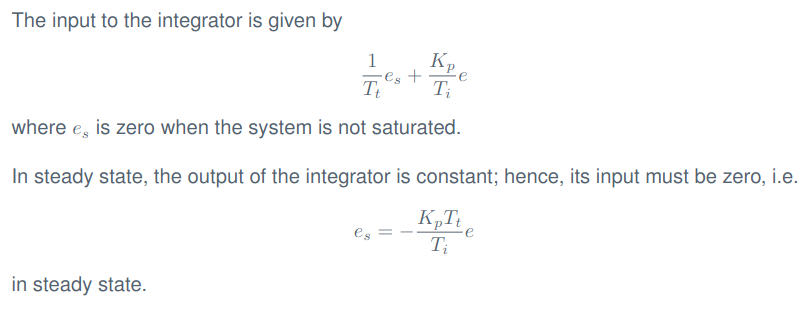 The input to the integrator is given by
\frac{1}{T_t} e_s + \frac{K_p}{T_i} e
where e_s is zero when the system is not saturated.
In steady state, the output of the integrator is constant; hence, its input must be zero, i.e.
e_s = -\frac{K_p T_t}{T_i} e
in steady state.